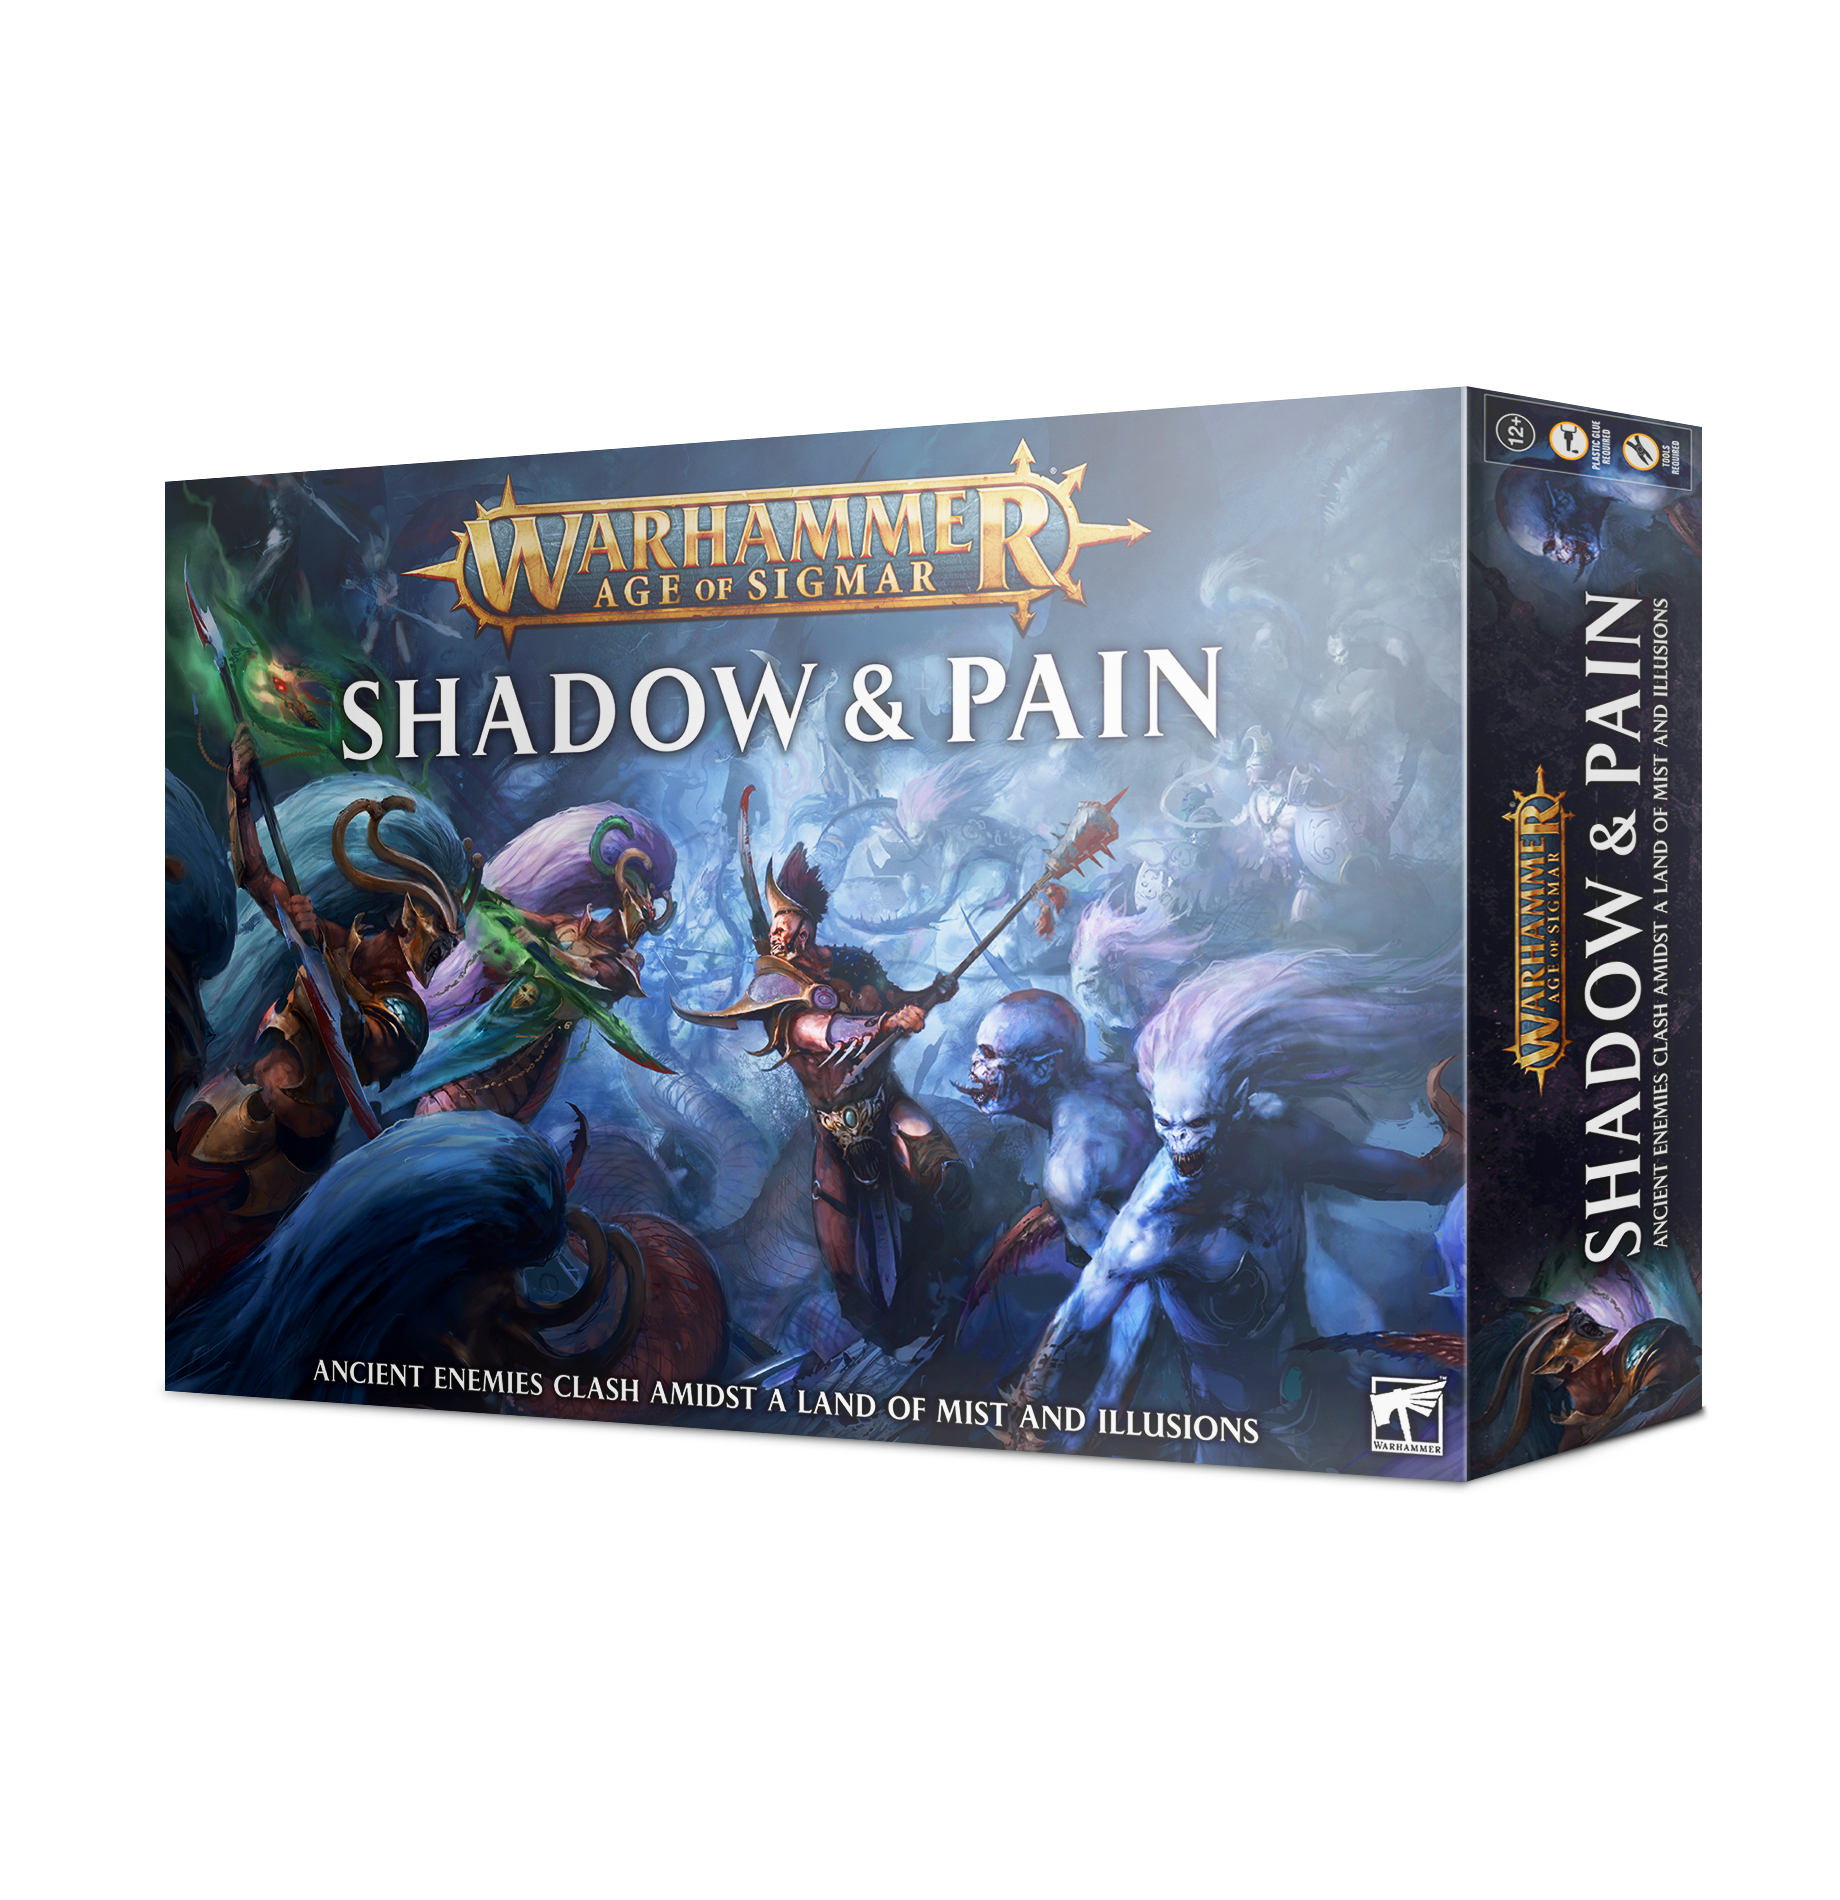 WARHAMMER
AGE OF SIGMAR
®
SHADOW & PAIN
ANCIENT ENEMIES CLASH AMIDST A LAND OF MIST AND ILLUSIONS
WARHAMMER
™
12+
PLASTIC GLUE
REQUIRED
TOOLS
REQUIRED
WARHAMMER
AGE OF SIGMAR
SHADOW & PAIN
ANCIENT ENEMIES CLASH AMIDST A LAND OF MIST AND ILLUSIONS